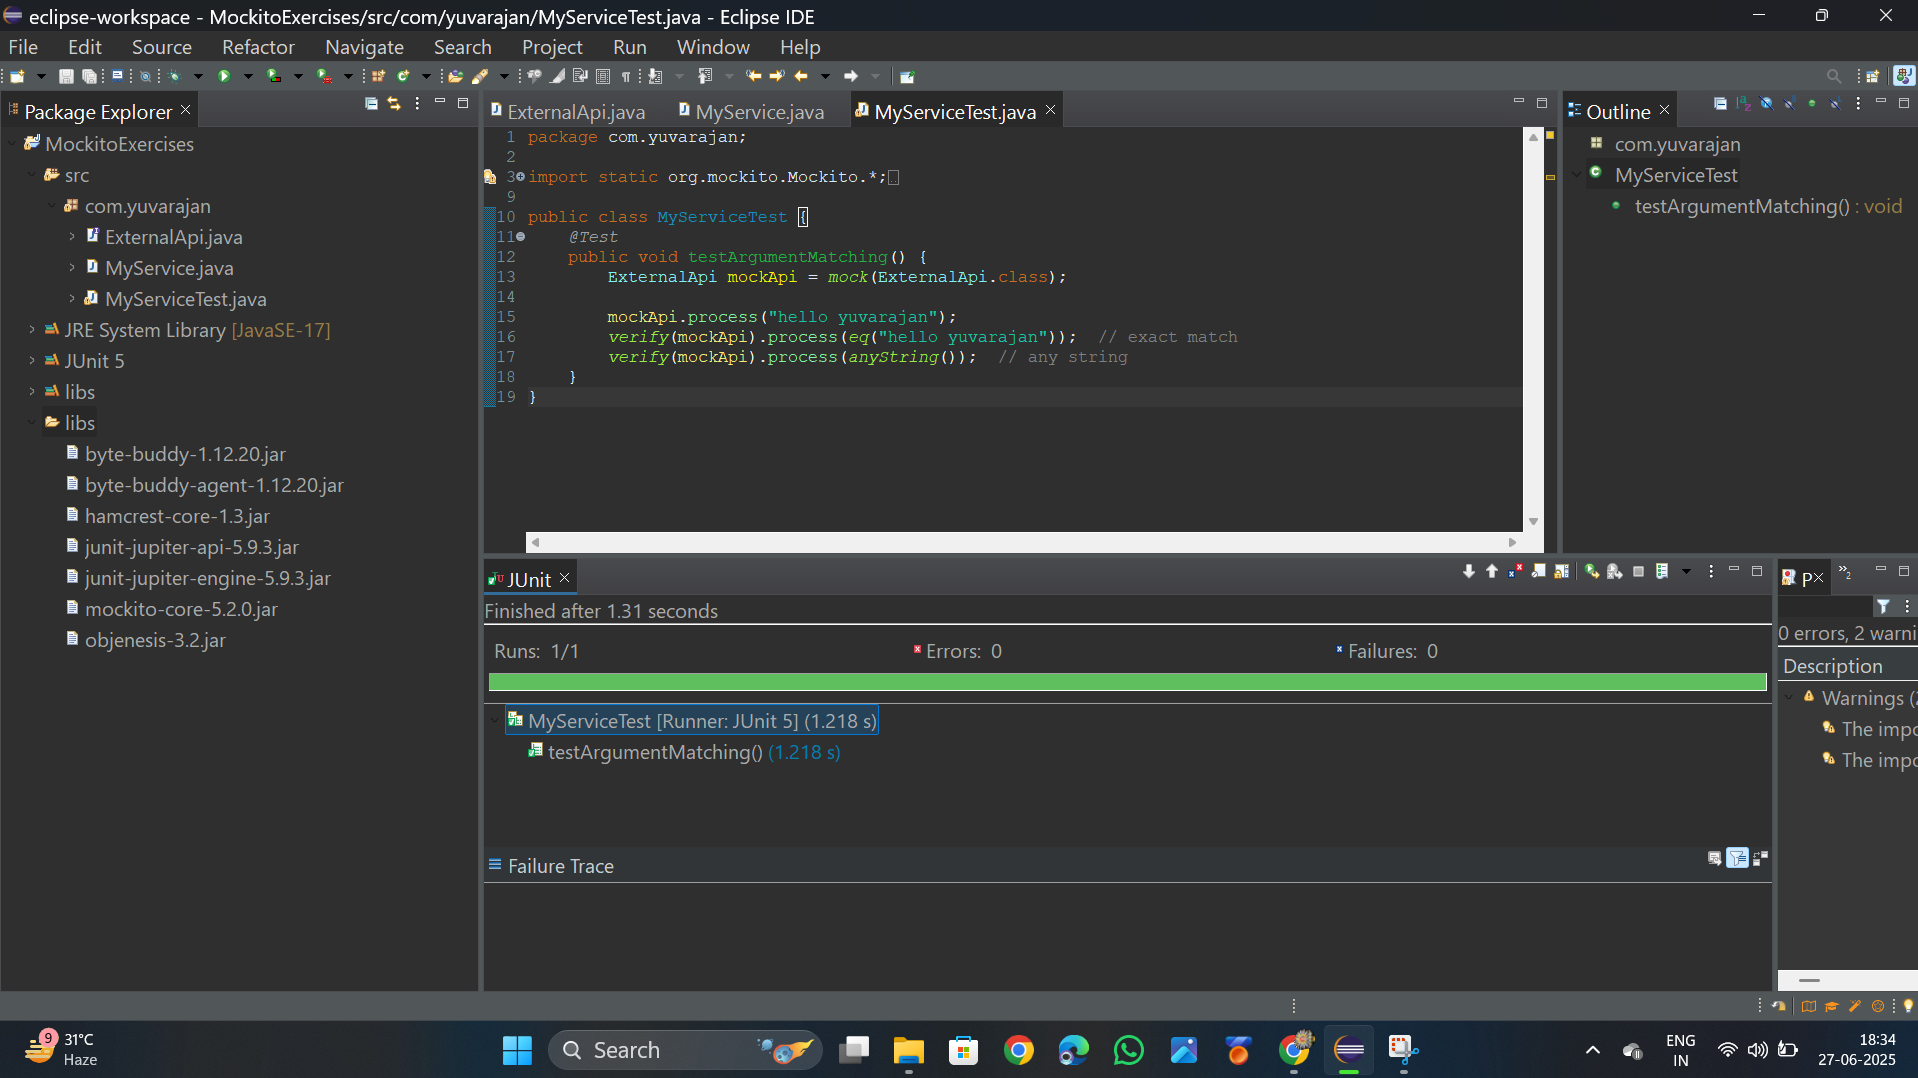 eclipse-workspace - MockitoExercises/src/com/yuvarajan/MyServiceTest.java - Eclipse IDE
File Edit Source Refactor Navigate Search Project Run Window Help
Package Explorer
MockitoExercises
src
com.yuvarajan
ExternalApi.java
MyService.java
MyServiceTest.java
JRE System Library [JavaSE-17]
JUnit 5
libs
libs
byte-buddy-1.12.20.jar
byte-buddy-agent-1.12.20.jar
hamcrest-core-1.3.jar
junit-jupiter-api-5.9.3.jar
junit-jupiter-engine-5.9.3.jar
mockito-core-5.2.0.jar
objenesis-3.2.jar
ExternalApi.java MyService.java MyServiceTest.java
1 package com.yuvarajan;
2
3 import static org.mockito.Mockito.*;
9
10 public class MyServiceTest {
11 @Test
12 public void testArgumentMatching() {
13 ExternalApi mockApi = mock(ExternalApi.class);
14
15 mockApi.process("hello yuvarajan");
16 verify(mockApi).process(eq("hello yuvarajan")); // exact match
17 verify(mockApi).process(anyString()); // any string
18 }
19 }
Outline
com.yuvarajan
MyServiceTest
testArgumentMatching() : void
JUnit
Finished after 1.31 seconds
Runs: 1/1 Errors: 0 Failures: 0
MyServiceTest [Runner: JUnit 5] (1.218 s)
testArgumentMatching() (1.218 s)
Failure Trace
P
2
0 errors, 2 warni
Description
Warnings (2
The impo
The impo
9
31°C
Haze
Search
ENG
IN
18:34
27-06-2025